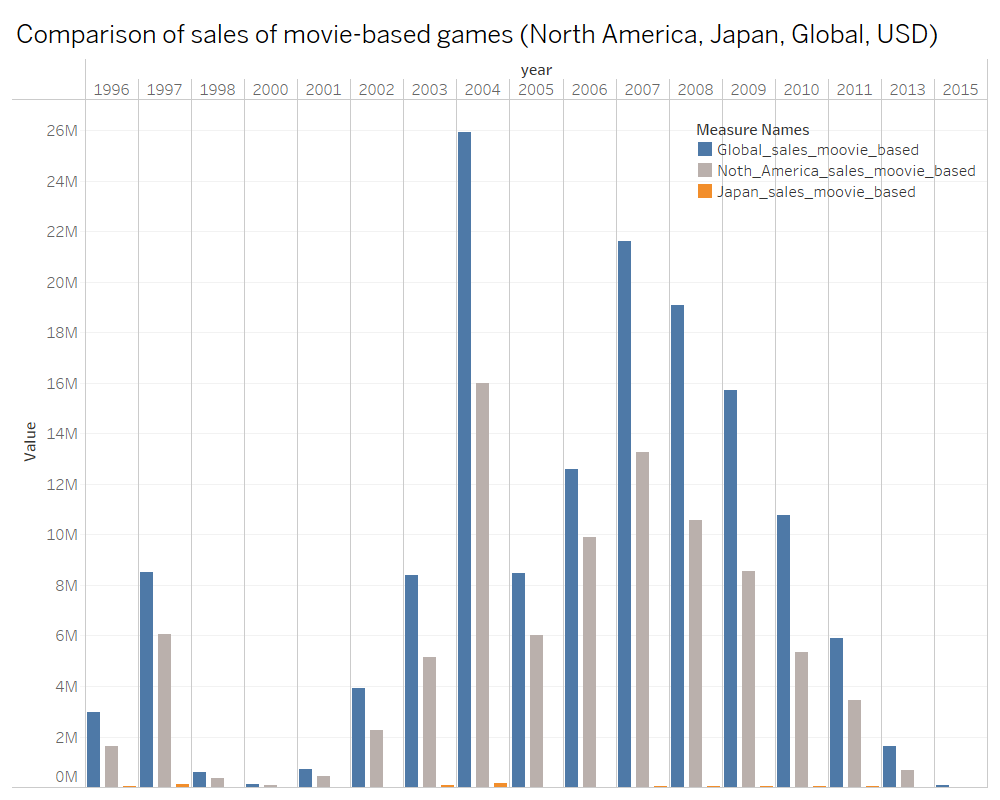 Comparison of sales of movie-based games (North America, Japan, Global, USD)
year
1996 1997 1998 2000 2001 2002 2003 2004 2005 2006 2007 2008 2009 2010 2011 2013 2015
Measure Names
Global_sales_moovie_based
Noth_America_sales_moovie_based
Japan_sales_moovie_based
26M
24M
22M
20M
18M
16M
14M
12M
10M
8M
6M
4M
2M
0M
Value